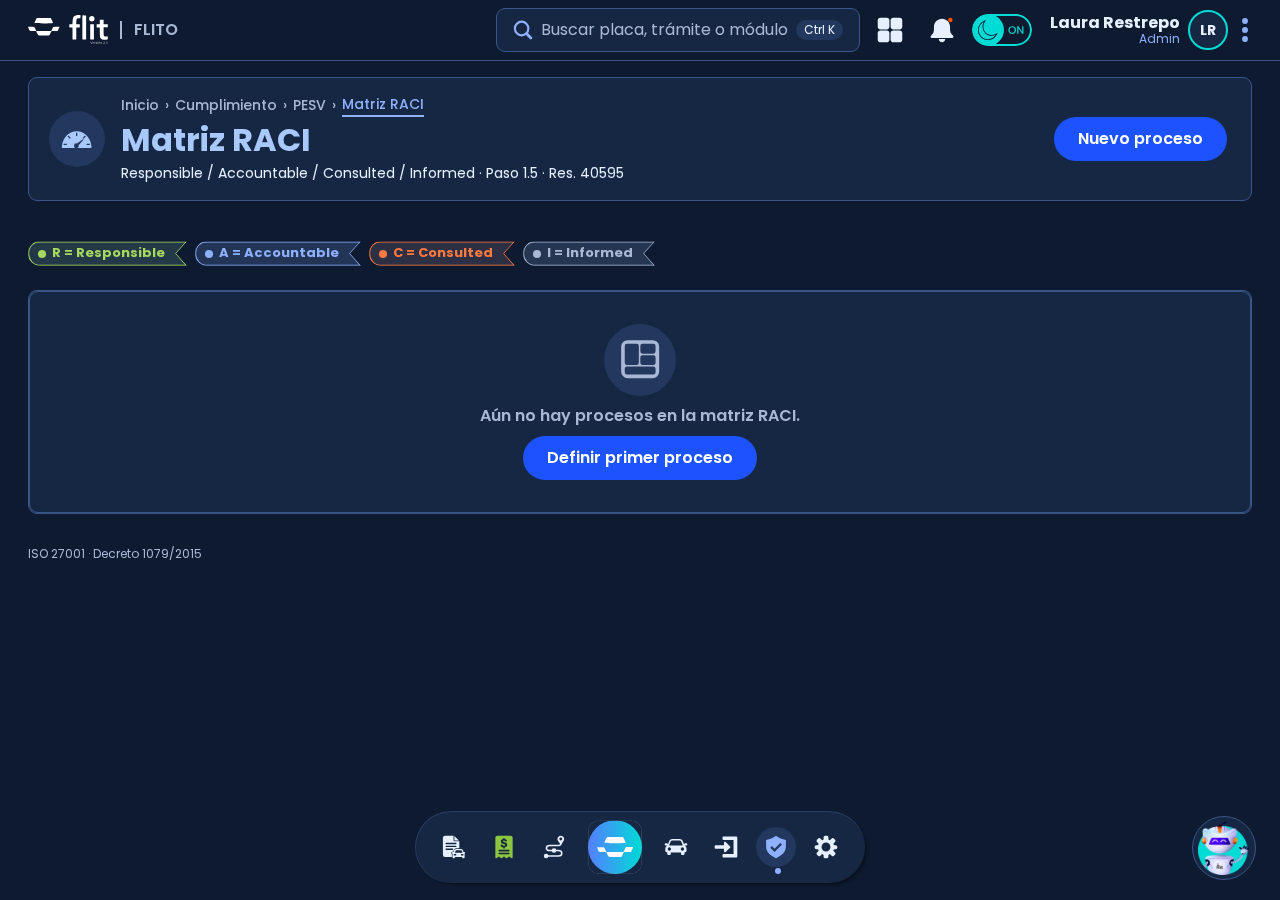 flit
FLITO
Buscar placa, trámite o módulo
Ctrl K
ON
Laura Restrepo
Admin
LR
Inicio › Cumplimiento › PESV › Matriz RACI
Matriz RACI
Responsible / Accountable / Consulted / Informed · Paso 1.5 · Res. 40595
Nuevo proceso
R = Responsible
A = Accountable
C = Consulted
I = Informed
Aún no hay procesos en la matriz RACI.
Definir primer proceso
ISO 27001 · Decreto 1079/2015